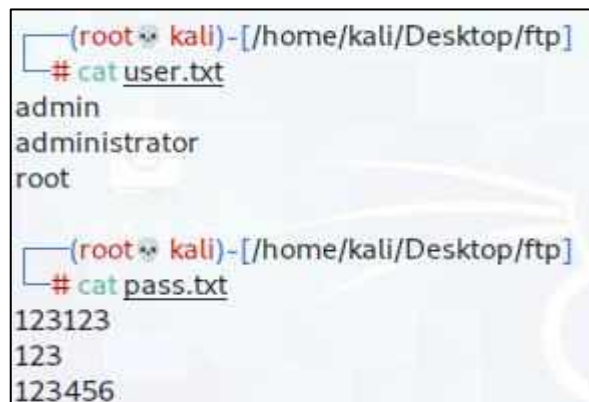 (root💀 kali)-[/home/kali/Desktop/ftp]
# cat user.txt
admin
administrator
root
(root💀 kali)-[/home/kali/Desktop/ftp]
# cat pass.txt
123123
123
123456